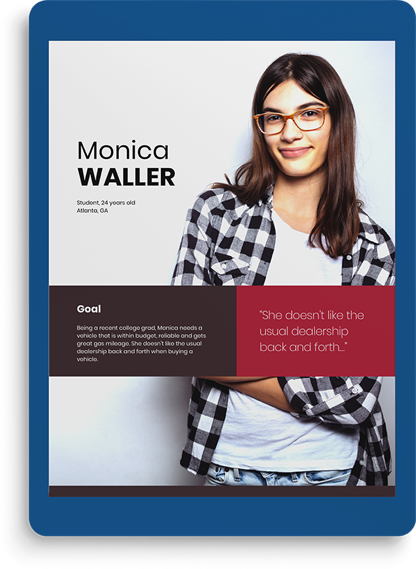 Monica
WALLER
Student, 24 years old
Atlanta, GA
Goal
Being a recent college grad, Monica needs a
vehicle that is within budget, reliable and gets
great gas mileage. She doesn't like the usual
dealership back and forth when buying a
vehicle.
"She doesn't like the
usual dealership
back and forth..."